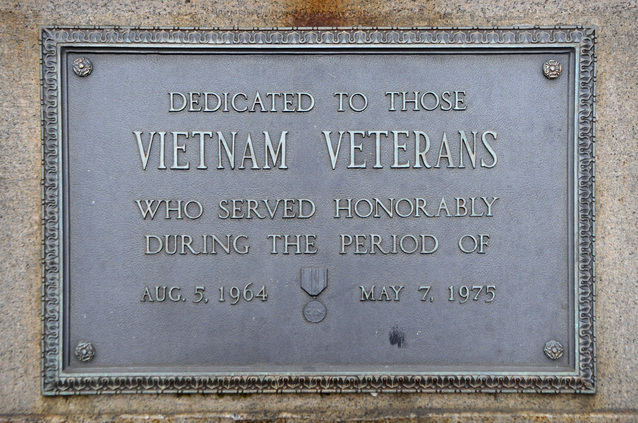 DEDICATED TO THOSE
VIETNAM VETERANS
WHO SERVED HONORABLY
DURING THE PERIOD OF
AUG. 5, 1964 MAY 7, 1975